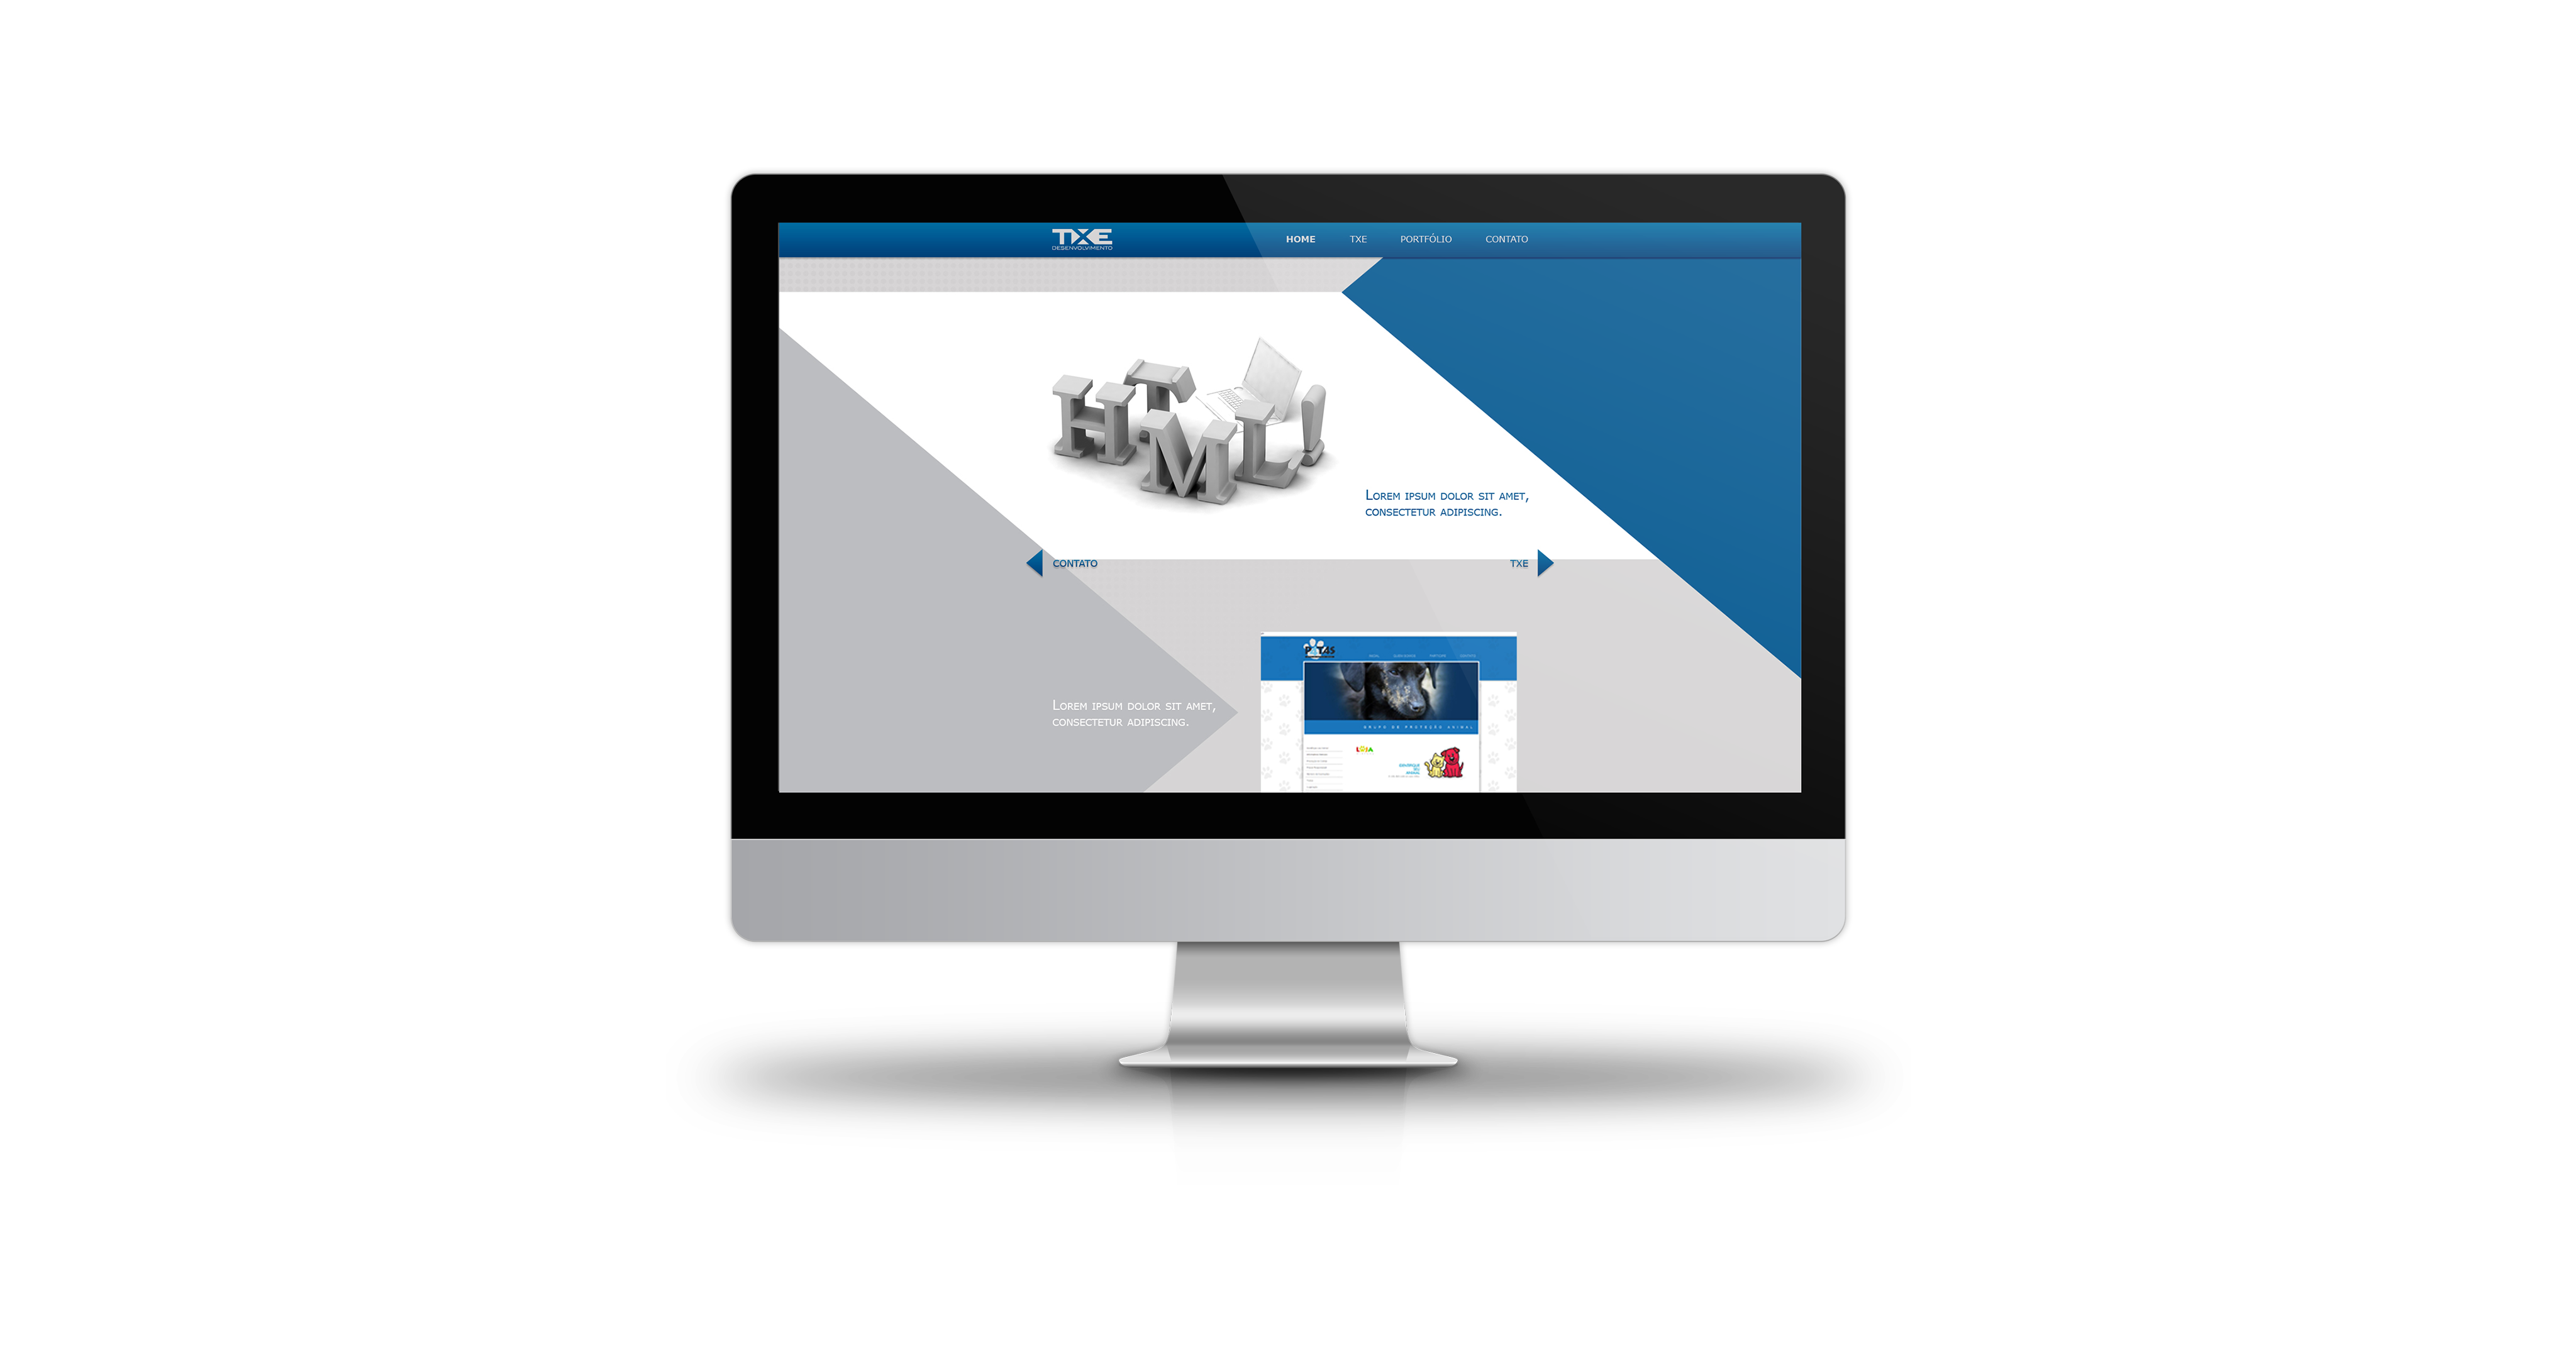 TXE
DESENVOLVIMENTO
HOME TXE PORTFÓLIO CONTATO
HTML!
Lorem ipsum dolor sit amet,
consectetur adipiscing.
CONTATO
TXE
PATAS
GRUPO DE PROTEÇÃO ANIMAL
LOJA
Lorem ipsum dolor sit amet,
consectetur adipiscing.